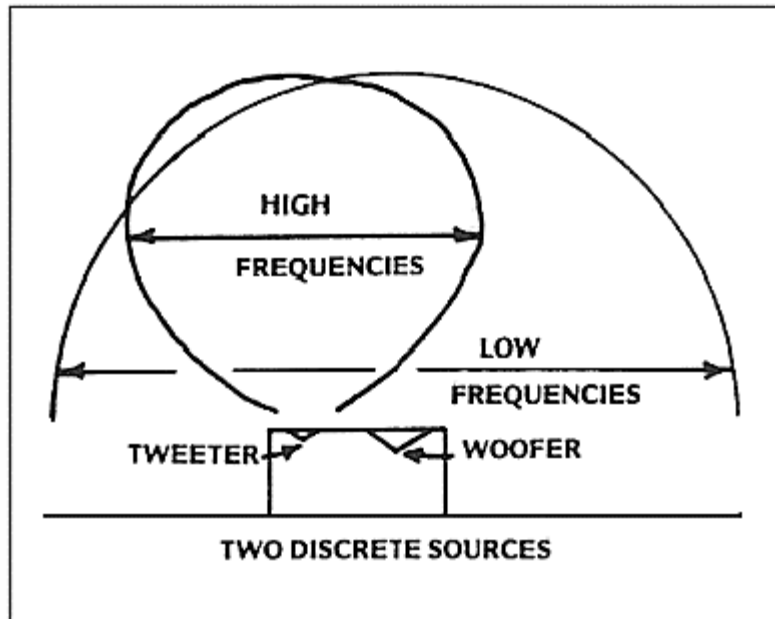 HIGH
FREQUENCIES
LOW
FREQUENCIES
TWEETER
WOOFER
TWO DISCRETE SOURCES